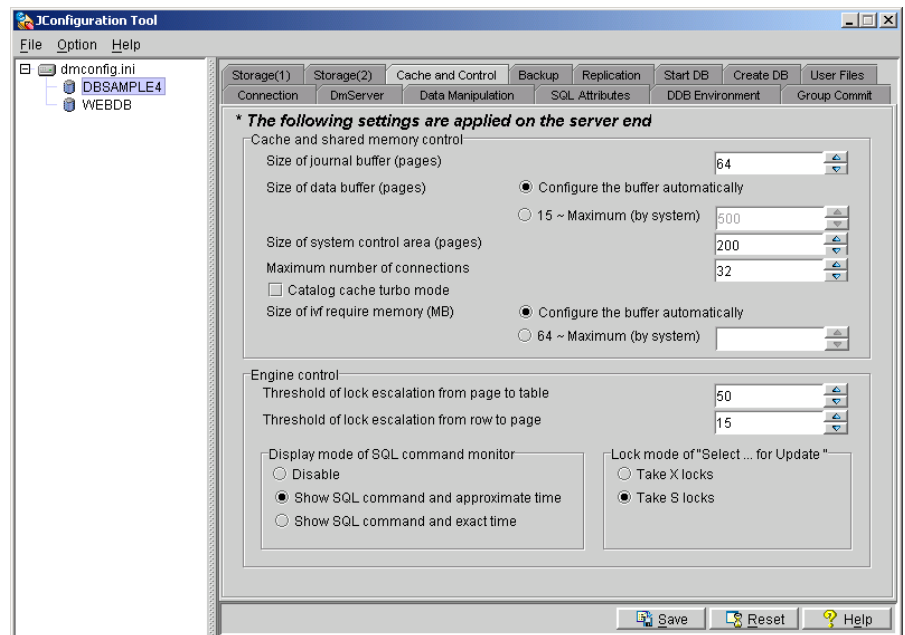 JConfiguration Tool
File Option Help
dmconfig.ini
DBSAMPLE4
WEBDB
Storage(1) Storage(2) Cache and Control Backup Replication Start DB Create DB User Files
Connection DmServer Data Manipulation SQL Attributes DDB Environment Group Commit
* The following settings are applied on the server end
Cache and shared memory control
Size of journal buffer (pages) 64
Size of data buffer (pages) Configure the buffer automatically
15 ~ Maximum (by system) 500
Size of system control area (pages) 200
Maximum number of connections 32
Catalog cache turbo mode
Size of ivf require memory (MB) Configure the buffer automatically
64 ~ Maximum (by system)
Engine control
Threshold of lock escalation from page to table 50
Threshold of lock escalation from row to page 15
Display mode of SQL command monitor
Disable
Show SQL command and approximate time
Show SQL command and exact time
Lock mode of "Select ... for Update "
Take X locks
Take S locks
Save Reset Help